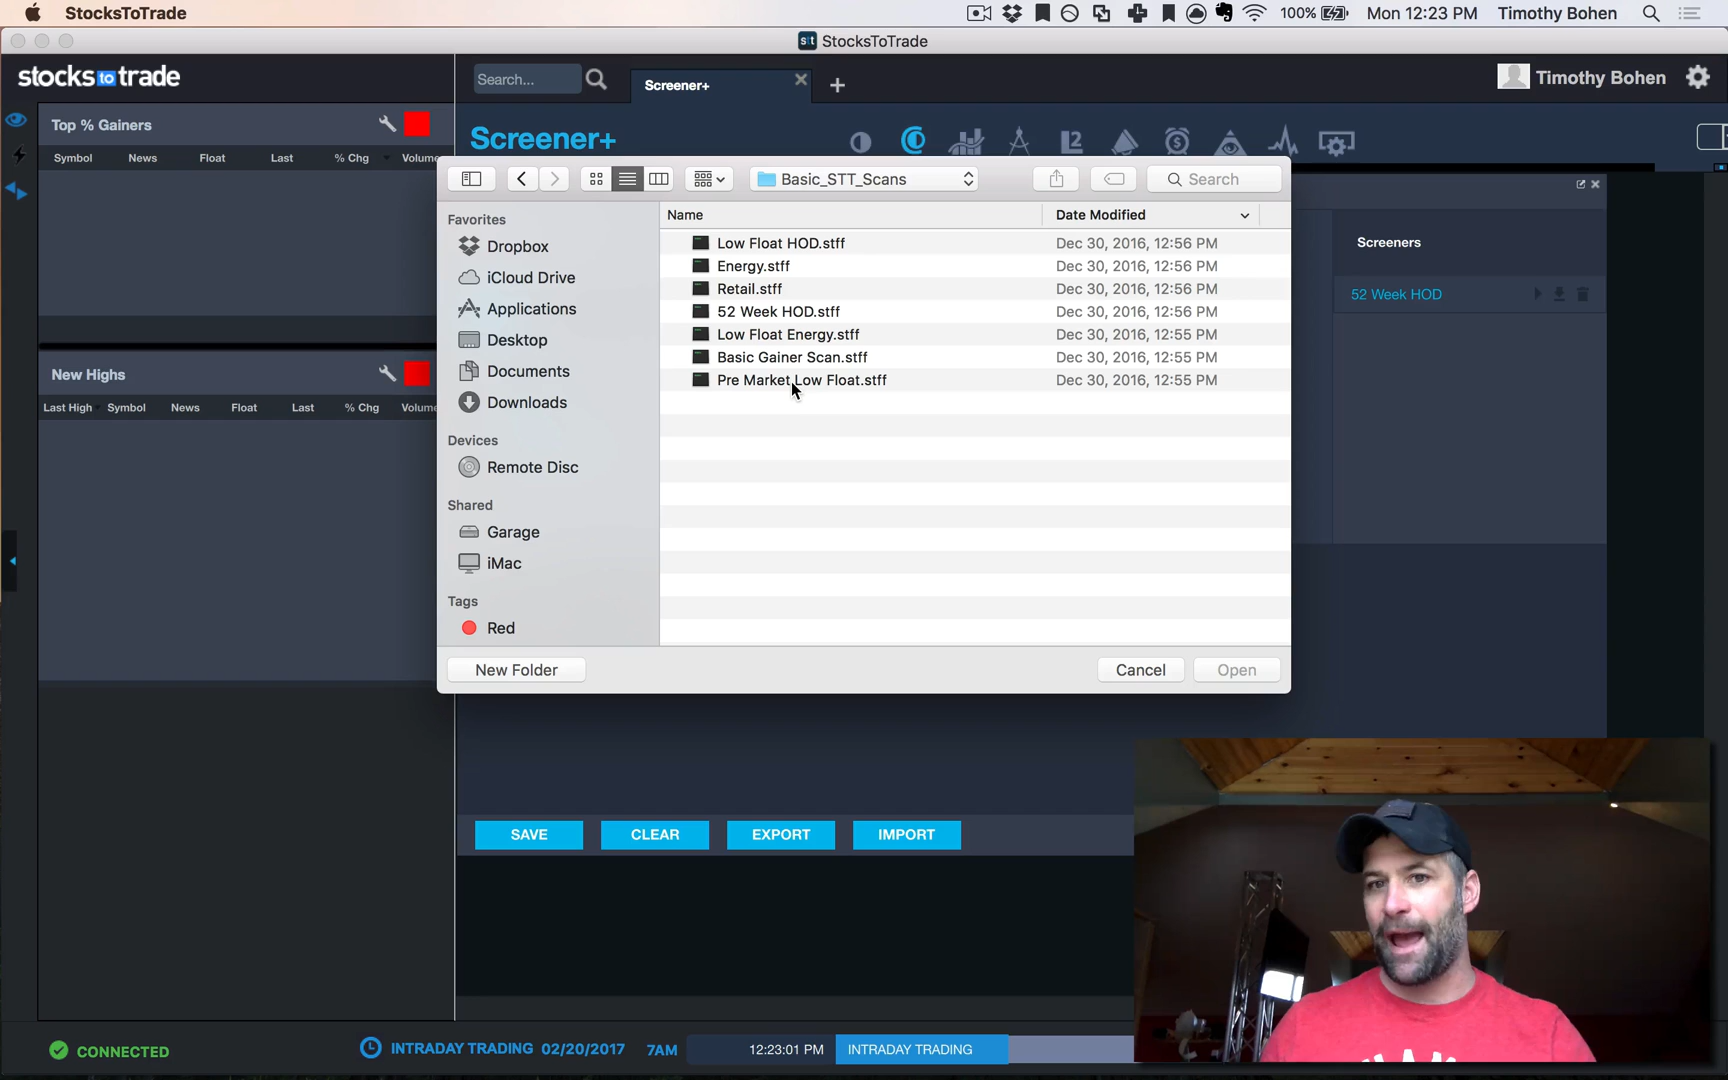 StocksToTrade
100%
Mon 12:23 PM
Timothy Bohen
stt StocksToTrade
stockstotrade
Search...
Screener+
Timothy Bohen
Top % Gainers
Symbol News Float Last % Chg Volume
Screener+
Basic_STT_Scans
Search
Favorites
Dropbox
iCloud Drive
Applications
Desktop
Documents
Downloads
Devices
Remote Disc
Shared
Garage
iMac
Tags
Red
Name Date Modified
Low Float HOD.stff Dec 30, 2016, 12:56 PM
Energy.stff Dec 30, 2016, 12:56 PM
Retail.stff Dec 30, 2016, 12:56 PM
52 Week HOD.stff Dec 30, 2016, 12:56 PM
Low Float Energy.stff Dec 30, 2016, 12:55 PM
Basic Gainer Scan.stff Dec 30, 2016, 12:55 PM
Pre Market Low Float.stff Dec 30, 2016, 12:55 PM
New Folder
Cancel
Open
Screeners
52 Week HOD
New Highs
Last High Symbol News Float Last % Chg Volume
L2
SAVE
CLEAR
EXPORT
IMPORT
CONNECTED
INTRADAY TRADING 02/20/2017 7AM
12:23:01 PM
INTRADAY TRADING